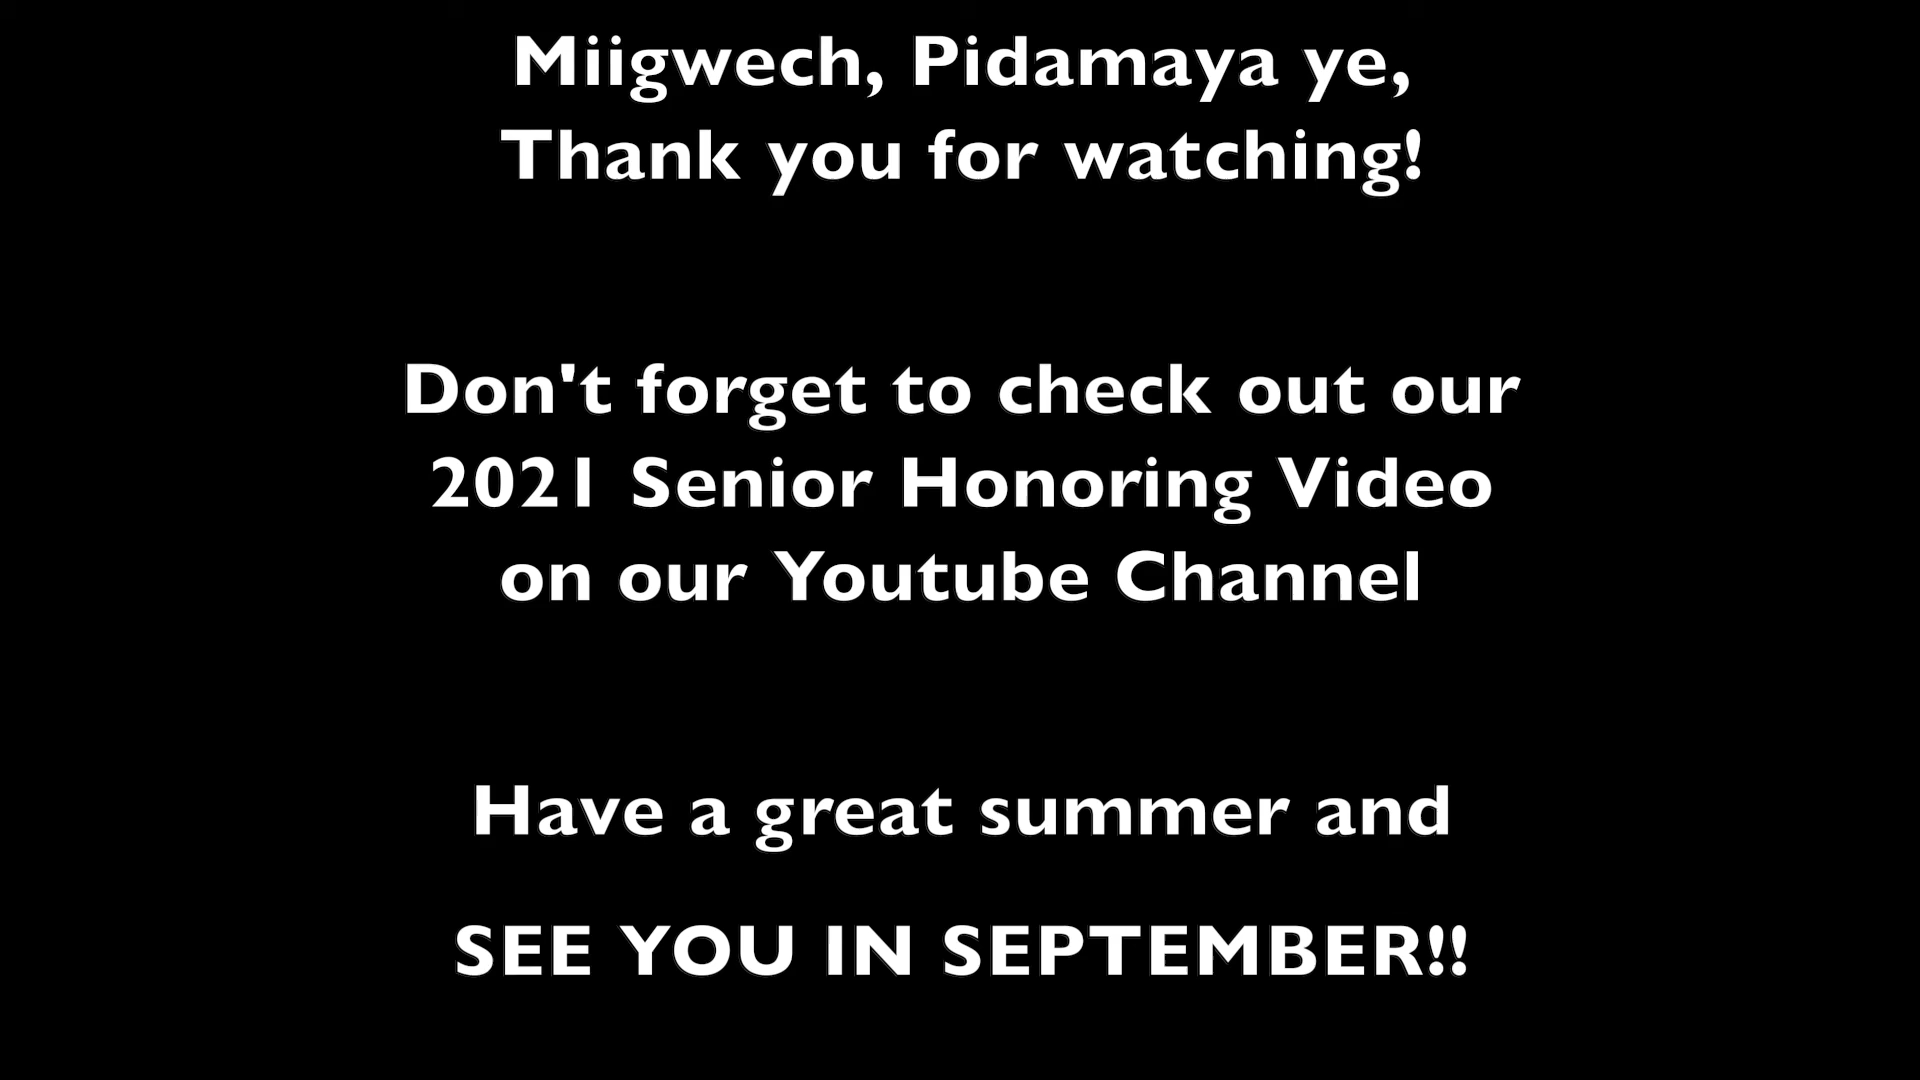 Miigwech, Pidamaya ye,
Thank you for watching!
Don't forget to check out our
2021 Senior Honoring Video
on our Youtube Channel
Have a great summer and
SEE YOU IN SEPTEMBER!!